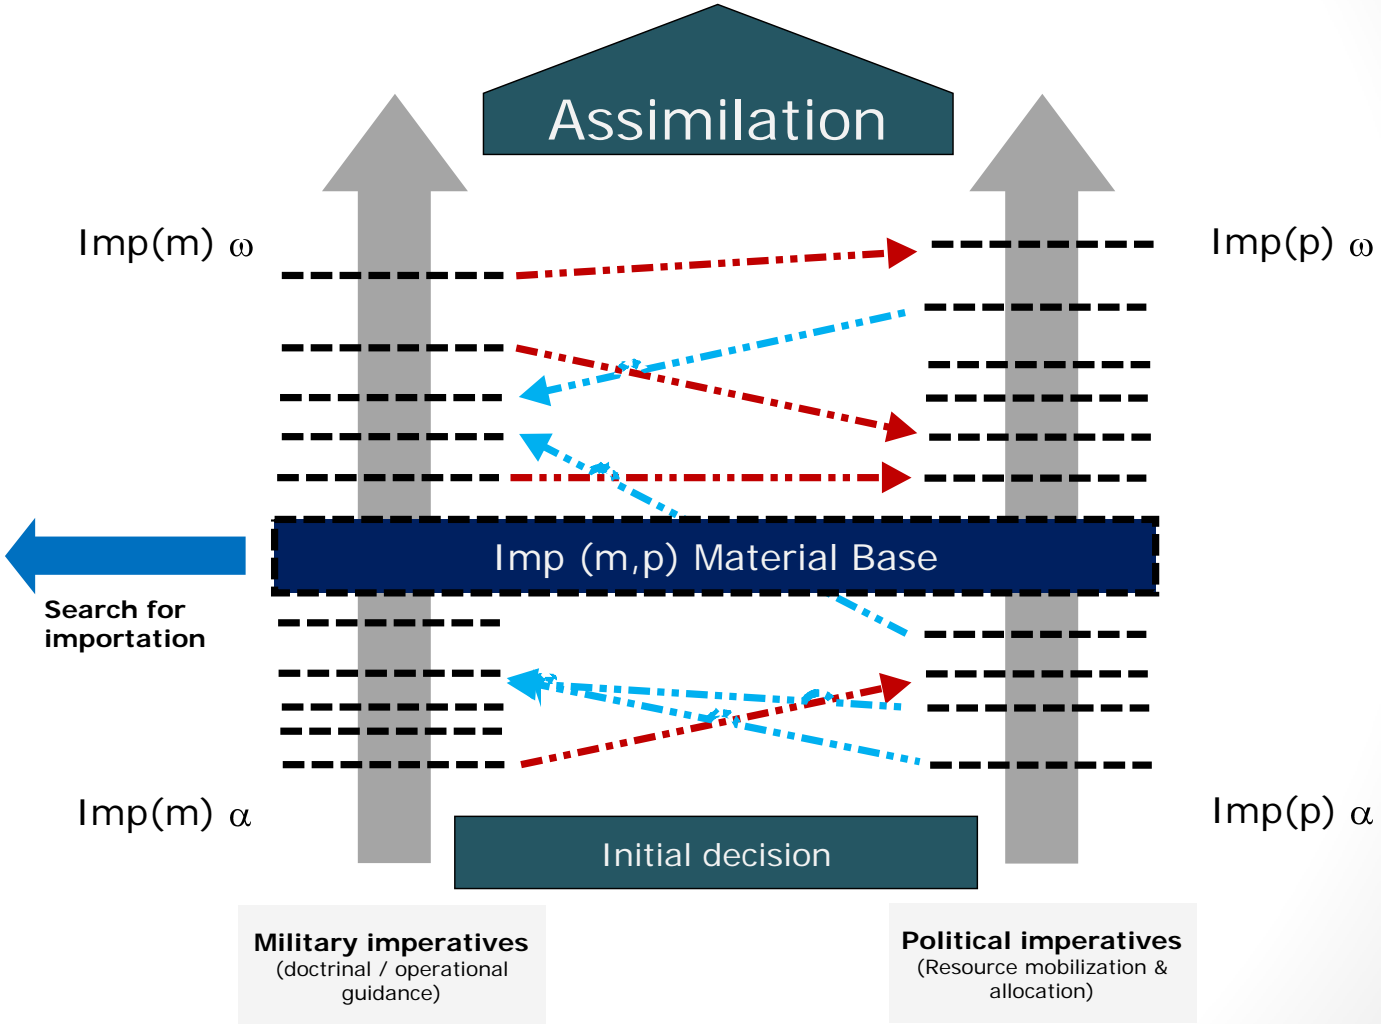 Assimilation
Imp(m) ω
Imp(p) ω
Imp (m,p) Material Base
Search for
importation
Imp(m) α
Imp(p) α
Initial decision
Military imperatives
(doctrinal / operational
guidance)
Political imperatives
(Resource mobilization &
allocation)